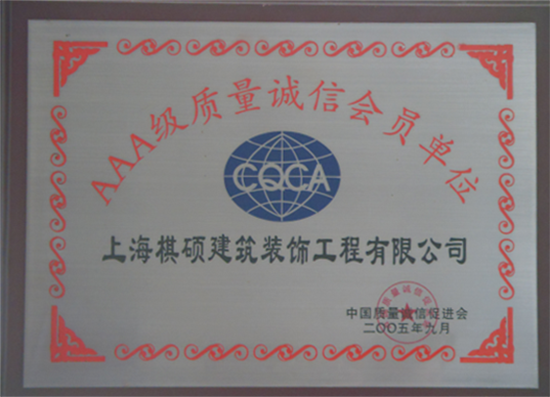 AAA级质量诚信会员单位
CQCA
上海棋硕建筑装饰工程有限公司
中国质量诚信促进会
二〇〇五年九月